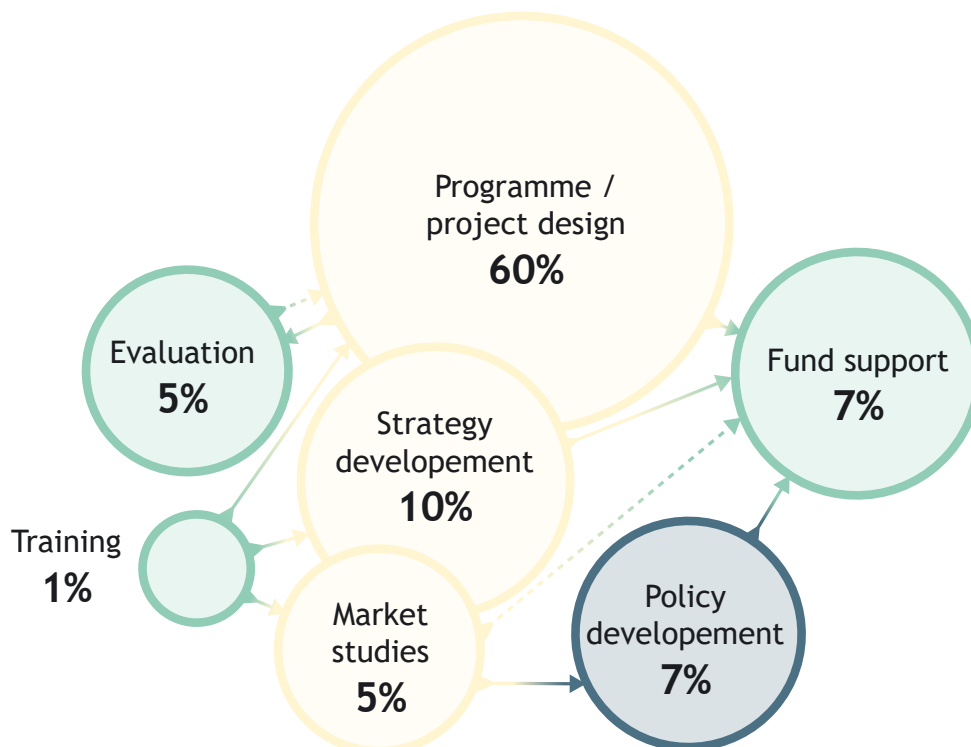 Programme /
project design
60%
Evaluation
5%
Fund support
7%
Strategy
developement
10%
Training
1%
Market
studies
5%
Policy
developement
7%